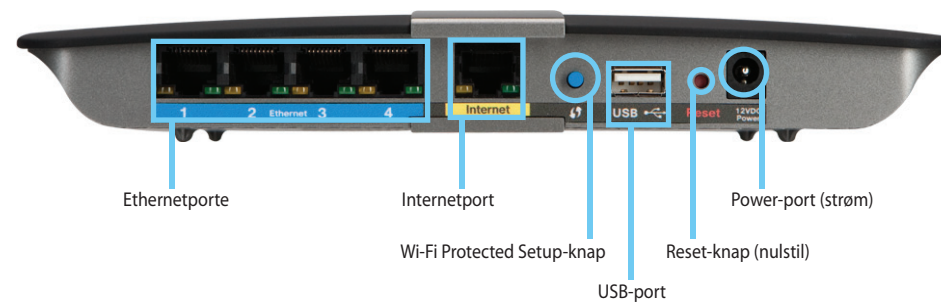 1 2 Ethernet 3 4
Internet
USB
Reset
12VDC
Power
Ethernetporte
Internetport
Power-port (strøm)
Wi-Fi Protected Setup-knap
Reset-knap (nulstil)
USB-port